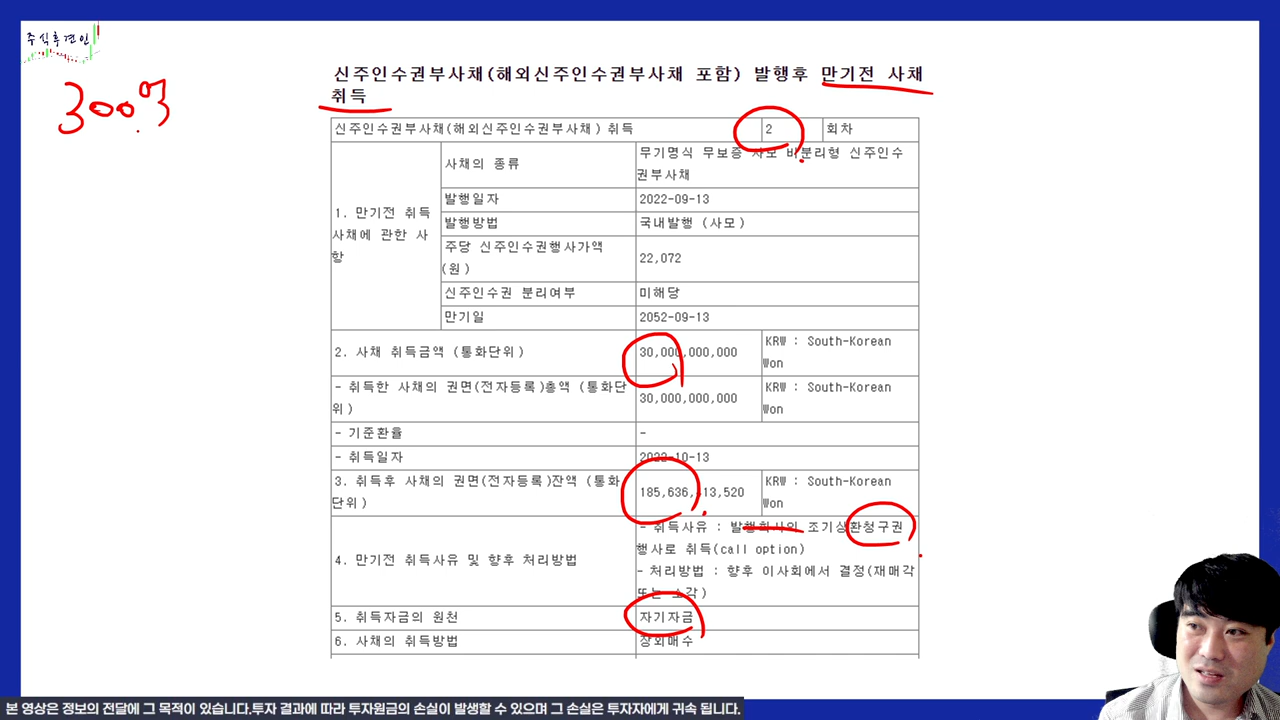 주식후견인
300억
신주인수권부사채(해외신주인수권부사채 포함) 발행후 만기전 사채
취득
신주인수권부사채(해외신주인수권부사채) 취득 2 회차
1. 만기전 취득
사채에 관한 사
항
사채의 종류
무기명식 무보증 사모 비분리형 신주인수
권부사채
발행일자 2022-09-13
발행방법 국내발행 (사모)
주당 신주인수권행사가액
(원)
22,072
신주인수권 분리여부 미해당
만기일 2052-09-13
2. 사채 취득금액 (통화단위) 30,000,000,000
KRW : South-Korean
Won
- 취득한 사채의 권면(전자등록)총액 (통화단
위)
30,000,000,000
KRW : South-Korean
Won
- 기준환율 -
- 취득일자 2022-10-13
3. 취득후 사채의 권면(전자등록)잔액 (통화
단위)
185,636,413,520
KRW : South-Korean
Won
4. 만기전 취득사유 및 향후 처리방법
- 취득사유 : 발행회사의 조기상환청구권
행사로 취득(call option)
- 처리방법 : 향후 이사회에서 결정(재매각
또는 소각)
5. 취득자금의 원천 자기자금
6. 사채의 취득방법 장외매수
본 영상은 정보의 전달에 그 목적이 있습니다.투자 결과에 따라 투자원금의 손실이 발생할 수 있으며 그 손실은 투자자에게 귀속 됩니다.